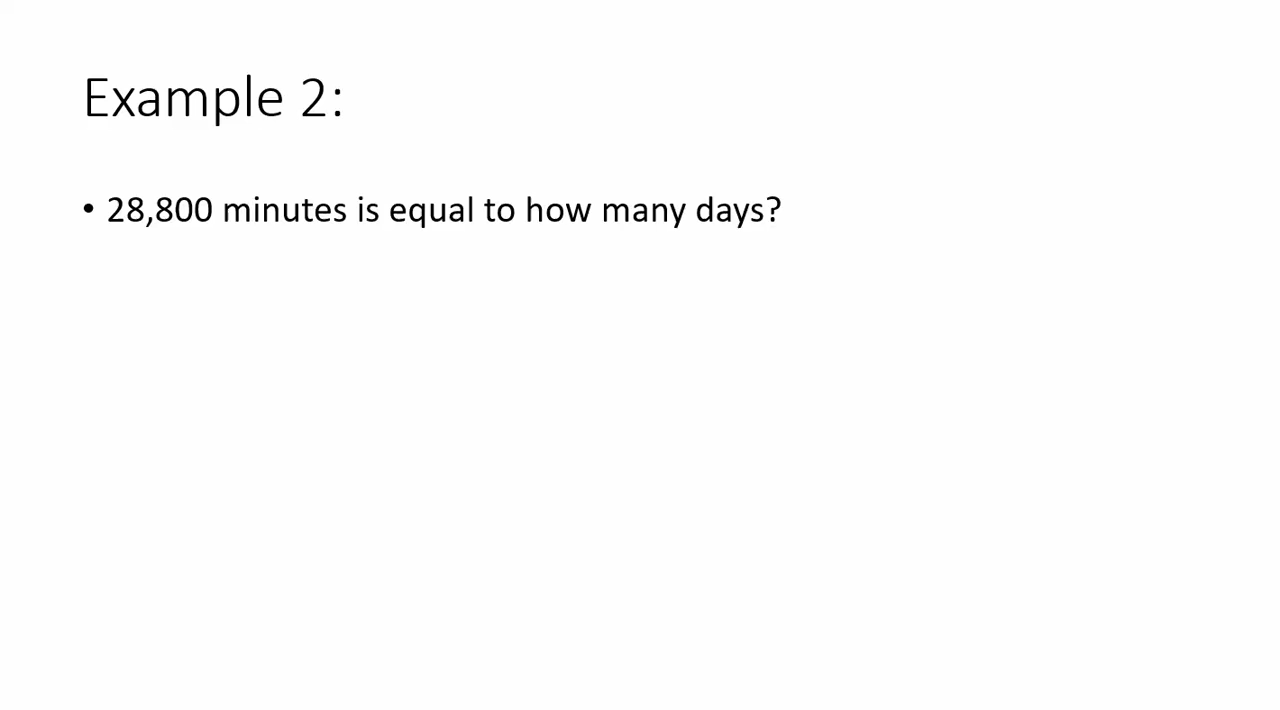 Example 2:
• 28,800 minutes is equal to how many days?